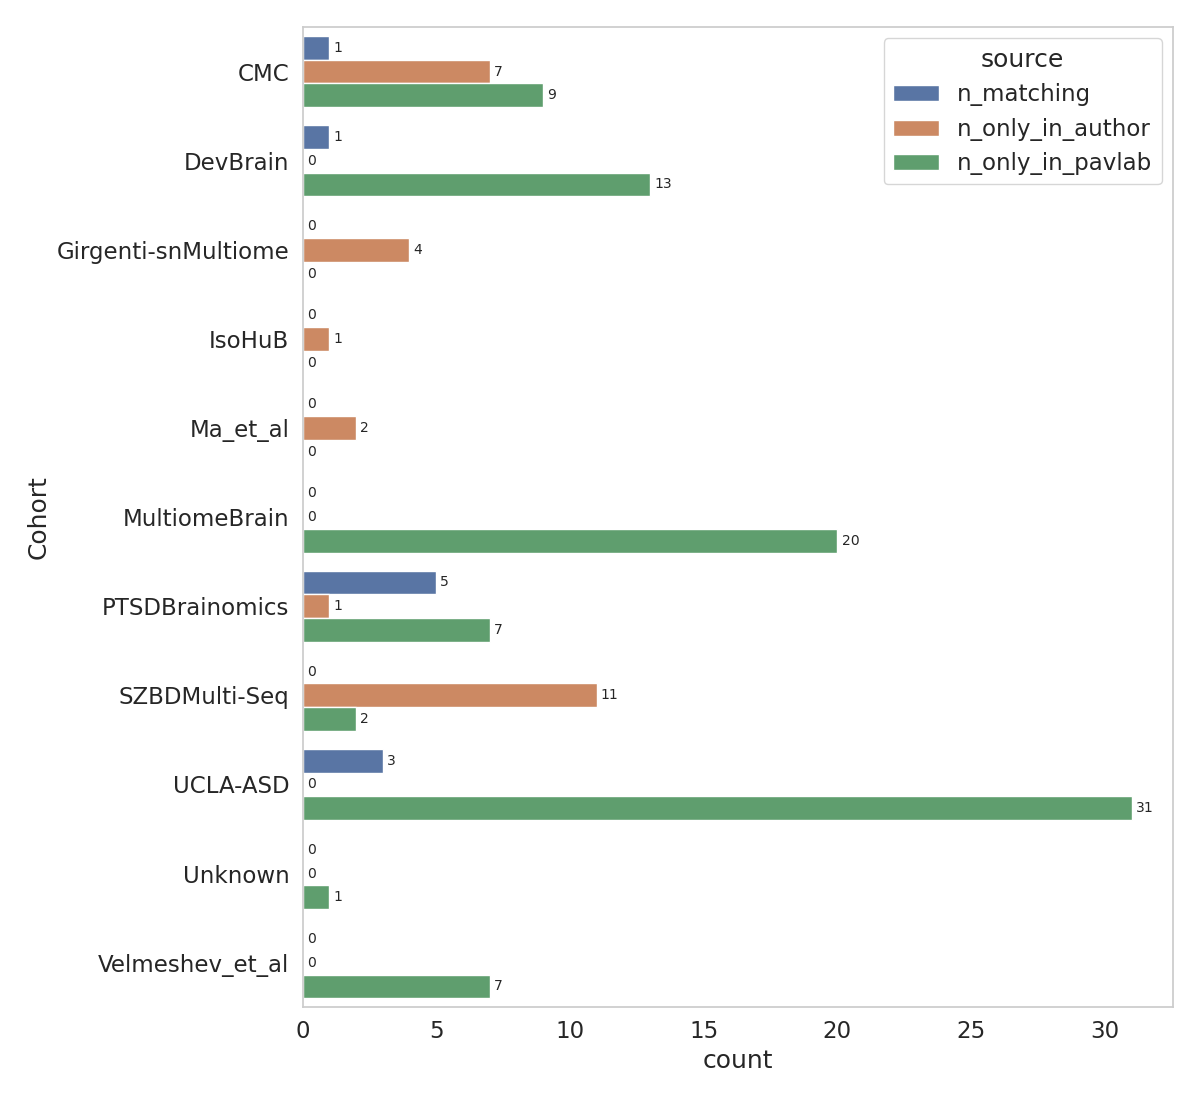 source
n_matching
n_only_in_author
n_only_in_pavlab
Cohort
CMC
1
7
9
DevBrain
1
0
13
Girgenti-snMultiome
0
4
0
IsoHuB
0
1
0
Ma_et_al
0
2
0
MultiomeBrain
0
0
20
PTSDBrainomics
5
1
7
SZBDMulti-Seq
0
11
2
UCLA-ASD
3
0
31
Unknown
0
0
1
Velmeshev_et_al
0
0
7
0 5 10 15 20 25 30
count